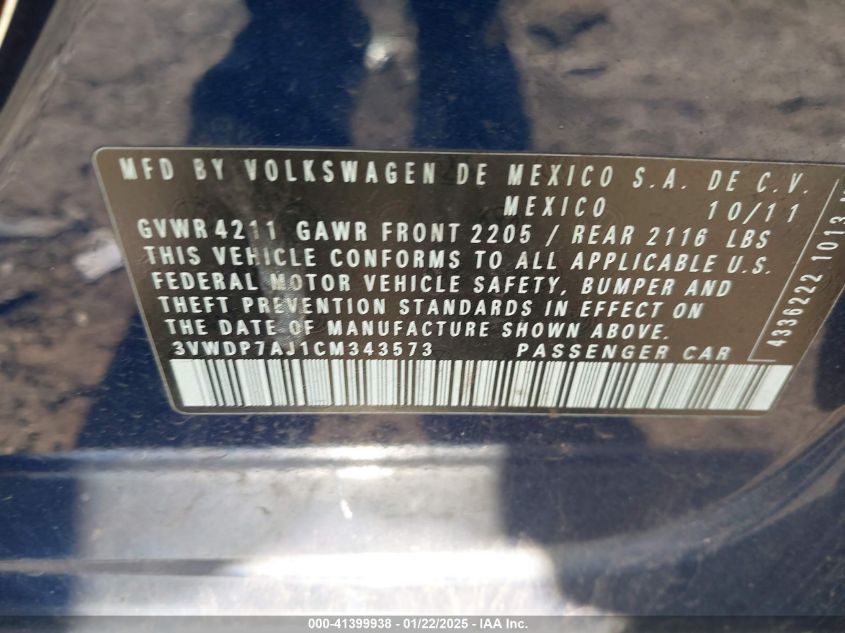 MFD BY VOLKSWAGEN DE MEXICO S.A. DE C.V.
MEXICO 10/11
GVWR 4211 GAWR FRONT 2205 / REAR 2116 LBS
THIS VEHICLE CONFORMS TO ALL APPLICABLE U.S.
FEDERAL MOTOR VEHICLE SAFETY, BUMPER AND
THEFT PREVENTION STANDARDS IN EFFECT ON
THE DATE OF MANUFACTURE SHOWN ABOVE.
3VWDP7AJ1CM343573 PASSENGER CAR
4336222 1013
000-41399938 - 01/22/2025 - IAA Inc.